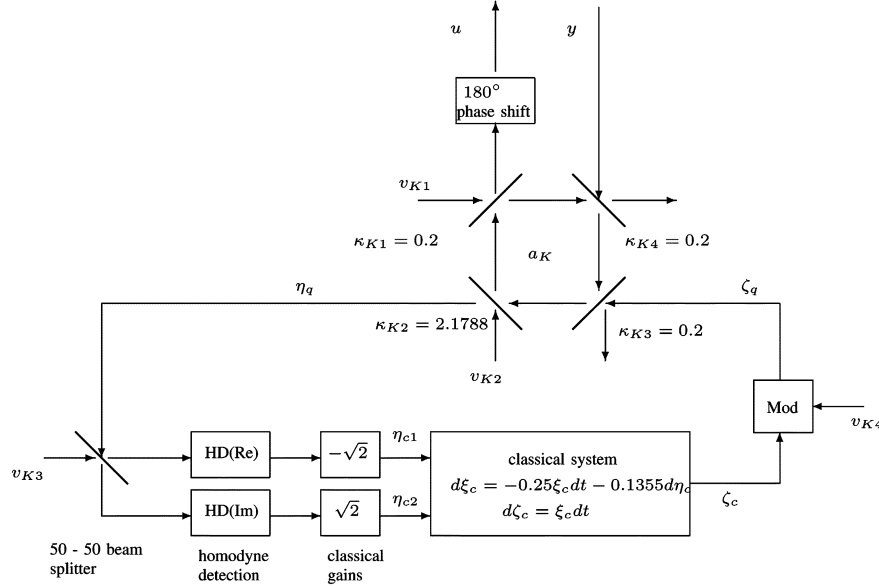 u
y
180°
phase shift
v_{K1}
κ_{K1} = 0.2
κ_{K4} = 0.2
a_K
η_q
ζ_q
κ_{K2} = 2.1788
κ_{K3} = 0.2
v_{K2}
Mod
v_{K4}
HD(Re)
−√2
η_{c1}
v_{K3}
classical system
dξ_c = −0.25ξ_c dt − 0.1355dη_c
dζ_c = ξ_c dt
HD(Im)
√2
η_{c2}
ζ_c
50 - 50 beam
splitter
homodyne
detection
classical
gains